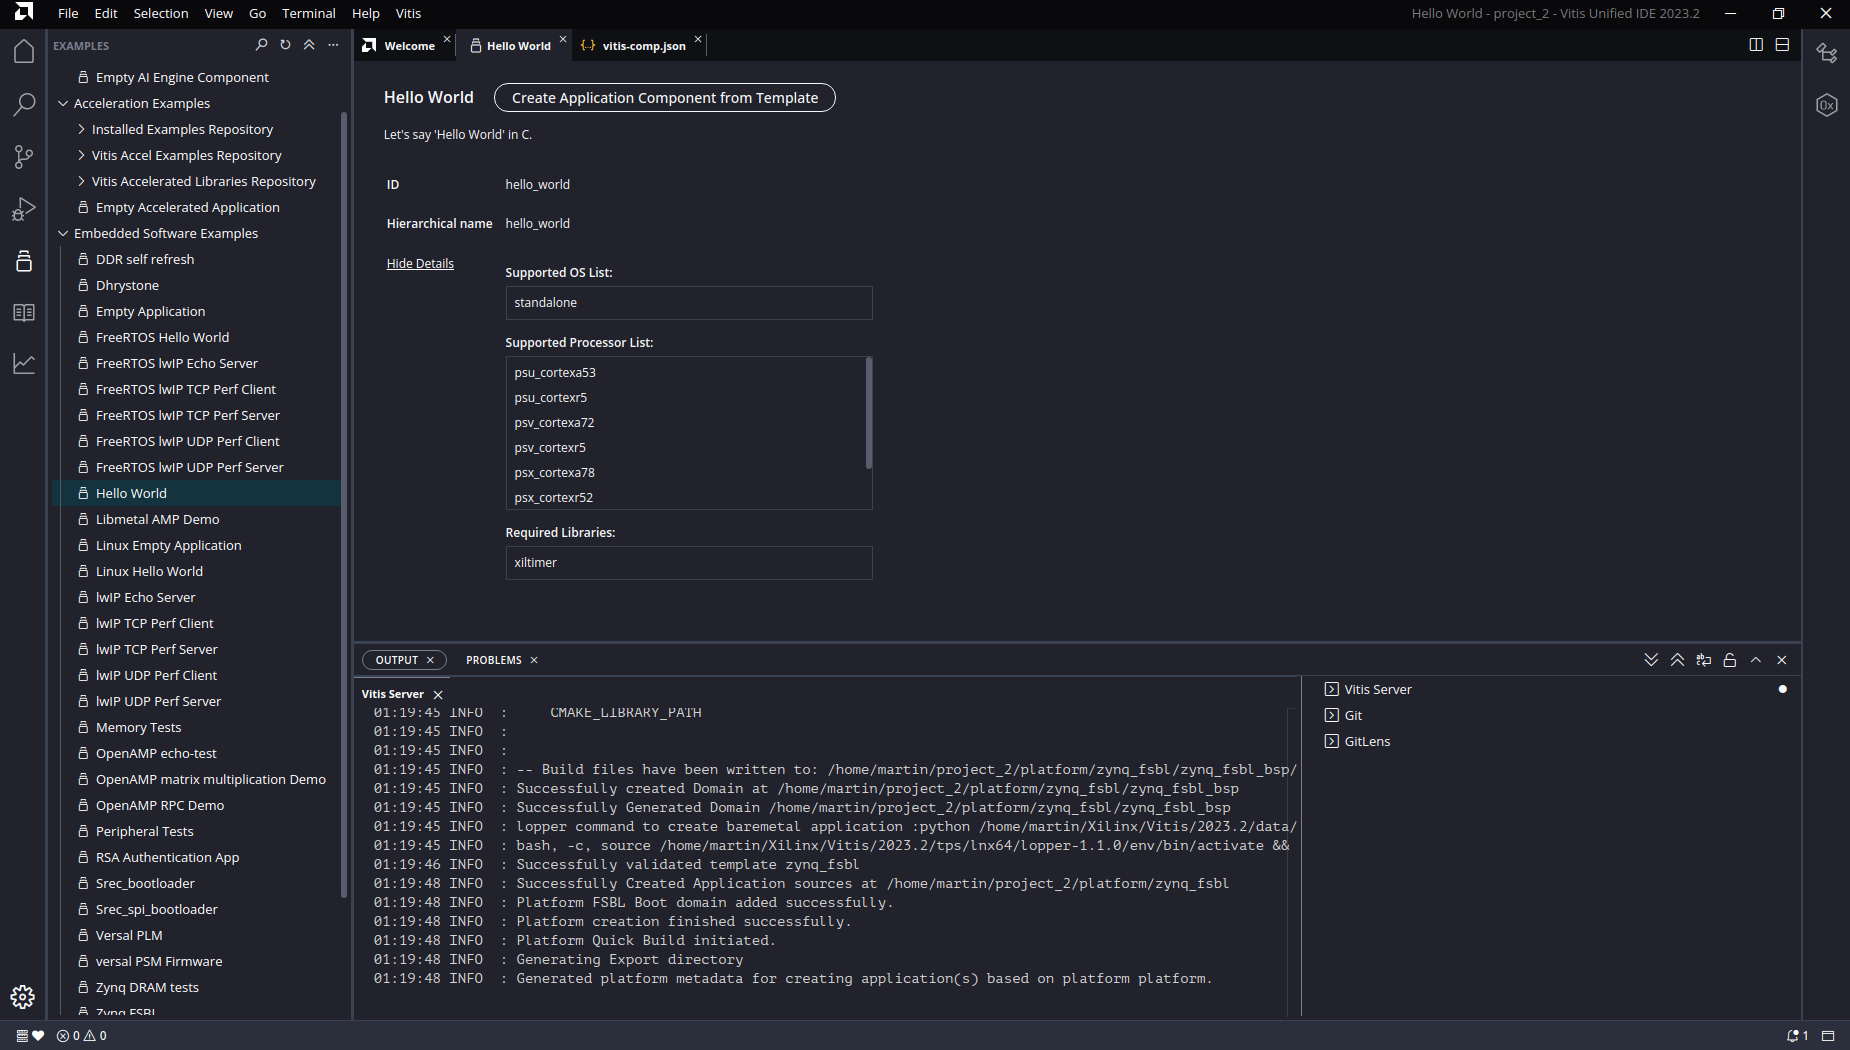 File Edit Selection View Go Terminal Help Vitis
Hello World - project_2 - Vitis Unified IDE 2023.2
EXAMPLES
Empty AI Engine Component
Acceleration Examples
Installed Examples Repository
Vitis Accel Examples Repository
Vitis Accelerated Libraries Repository
Empty Accelerated Application
Embedded Software Examples
DDR self refresh
Dhrystone
Empty Application
FreeRTOS Hello World
FreeRTOS lwIP Echo Server
FreeRTOS lwIP TCP Perf Client
FreeRTOS lwIP TCP Perf Server
FreeRTOS lwIP UDP Perf Client
FreeRTOS lwIP UDP Perf Server
Hello World
Libmetal AMP Demo
Linux Empty Application
Linux Hello World
lwIP Echo Server
lwIP TCP Perf Client
lwIP TCP Perf Server
lwIP UDP Perf Client
lwIP UDP Perf Server
Memory Tests
OpenAMP echo-test
OpenAMP matrix multiplication Demo
OpenAMP RPC Demo
Peripheral Tests
RSA Authentication App
Srec_bootloader
Srec_spi_bootloader
Versal PLM
versal PSM Firmware
Zynq DRAM tests
Zynq FSBL
Welcome
Hello World
{..} vitis-comp.json
Hello World
Create Application Component from Template
Let's say 'Hello World' in C.
ID hello_world
Hierarchical name hello_world
Hide Details
Supported OS List:
standalone
Supported Processor List:
psu_cortexa53
psu_cortexr5
psv_cortexa72
psv_cortexr5
psx_cortexa78
psx_cortexr52
Required Libraries:
xiltimer
OUTPUT
PROBLEMS
Vitis Server
01:19:45 INFO : CMAKE_LIBRARY_PATH
01:19:45 INFO :
01:19:45 INFO :
01:19:45 INFO : -- Build files have been written to: /home/martin/project_2/platform/zynq_fsbl/zynq_fsbl_bsp/
01:19:45 INFO : Successfully created Domain at /home/martin/project_2/platform/zynq_fsbl/zynq_fsbl_bsp
01:19:45 INFO : Successfully Generated Domain /home/martin/project_2/platform/zynq_fsbl/zynq_fsbl_bsp
01:19:45 INFO : lopper command to create baremetal application :python /home/martin/Xilinx/Vitis/2023.2/data/
01:19:45 INFO : bash, -c, source /home/martin/Xilinx/Vitis/2023.2/tps/lnx64/lopper-1.1.0/env/bin/activate &&
01:19:46 INFO : Successfully validated template zynq_fsbl
01:19:48 INFO : Successfully Created Application sources at /home/martin/project_2/platform/zynq_fsbl
01:19:48 INFO : Platform FSBL Boot domain added successfully.
01:19:48 INFO : Platform creation finished successfully.
01:19:48 INFO : Platform Quick Build initiated.
01:19:48 INFO : Generating Export directory
01:19:48 INFO : Generated platform metadata for creating application(s) based on platform platform.
Vitis Server
Git
GitLens
0x
0 0
1